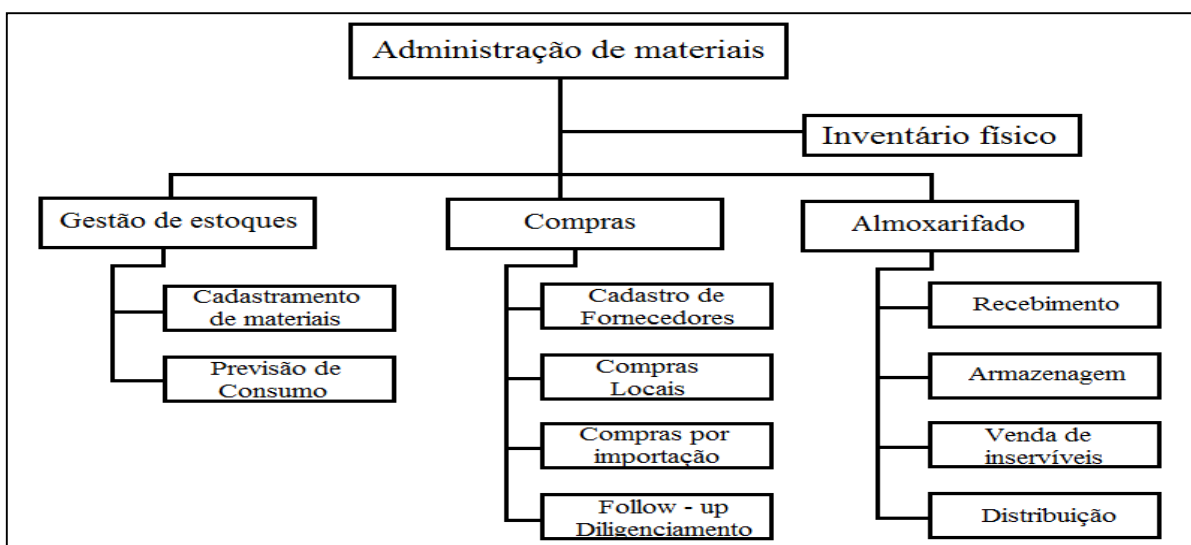 Administração de materiais
Inventário físico
Gestão de estoques
Cadastramento
de materiais
Previsão de
Consumo
Compras
Cadastro de
Fornecedores
Compras
Locais
Compras por
importação
Follow - up
Diligenciamento
Almoxarifado
Recebimento
Armazenagem
Venda de
inservíveis
Distribuição